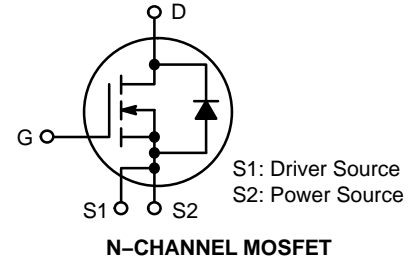 D
G
S1: Driver Source
S2: Power Source
S1 S2
N–CHANNEL MOSFET